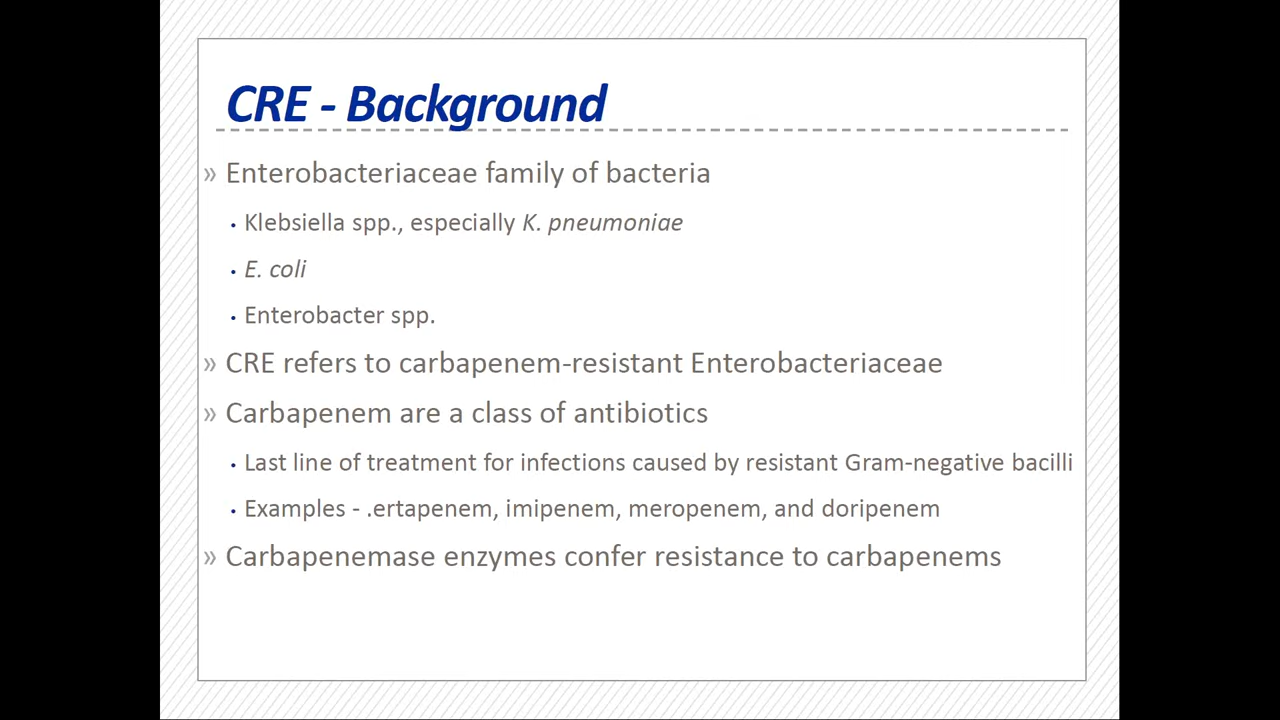 CRE - Background
» Enterobacteriaceae family of bacteria
• Klebsiella spp., especially K. pneumoniae
• E. coli
• Enterobacter spp.
» CRE refers to carbapenem-resistant Enterobacteriaceae
» Carbapenem are a class of antibiotics
• Last line of treatment for infections caused by resistant Gram-negative bacilli
• Examples - .ertapenem, imipenem, meropenem, and doripenem
» Carbapenemase enzymes confer resistance to carbapenems